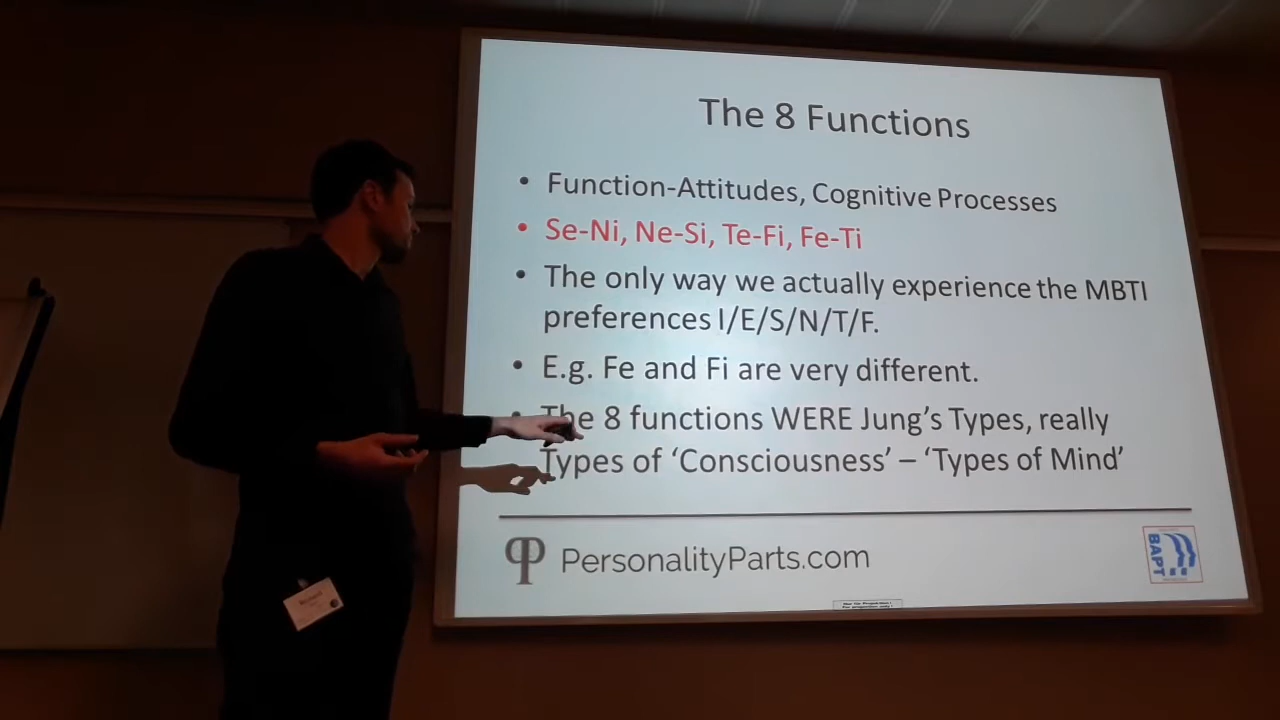 The 8 Functions
• Function-Attitudes, Cognitive Processes
• Se-Ni, Ne-Si, Te-Fi, Fe-Ti
• The only way we actually experience the MBTI
preferences I/E/S/N/T/F.
• E.g. Fe and Fi are very different.
• The 8 functions WERE Jung's Types, really
Types of 'Consciousness' – 'Types of Mind'
PersonalityParts.com
BAPT